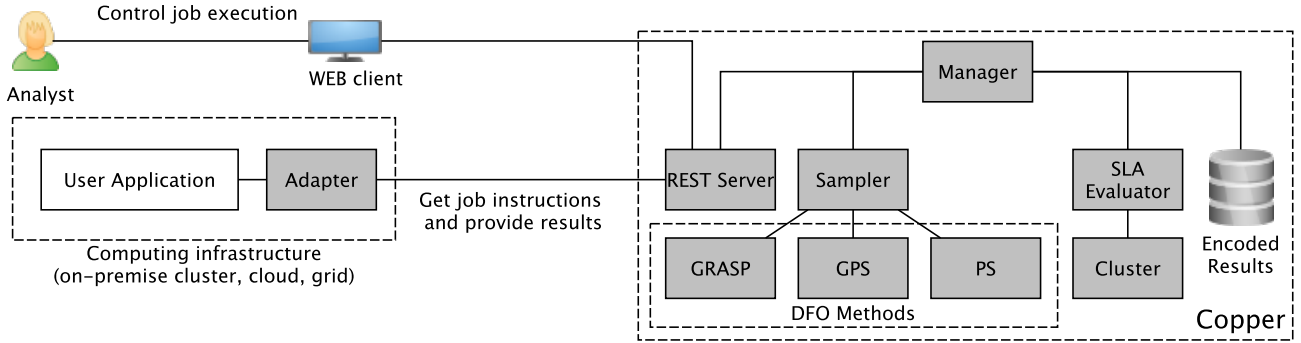 Control job execution
Analyst
WEB client
Manager
User Application
Adapter
Get job instructions
and provide results
Computing infrastructure
(on-premise cluster, cloud, grid)
REST Server
Sampler
SLA
Evaluator
Encoded
Results
GRASP
GPS
PS
Cluster
DFO Methods
Copper